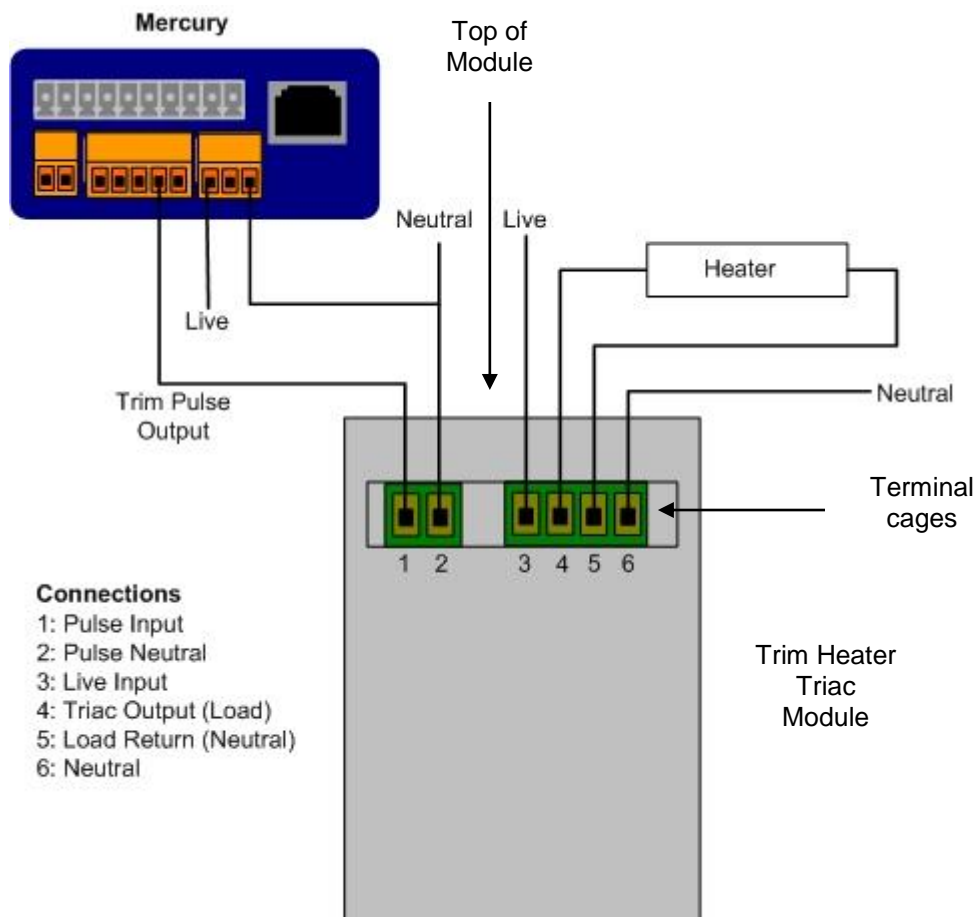 Mercury
Top of
Module
Neutral
Live
Heater
Live
Trim Pulse
Output
Neutral
Terminal
cages
1 2 3 4 5 6
Connections
1: Pulse Input
2: Pulse Neutral
3: Live Input
4: Triac Output (Load)
5: Load Return (Neutral)
6: Neutral
Trim Heater
Triac
Module